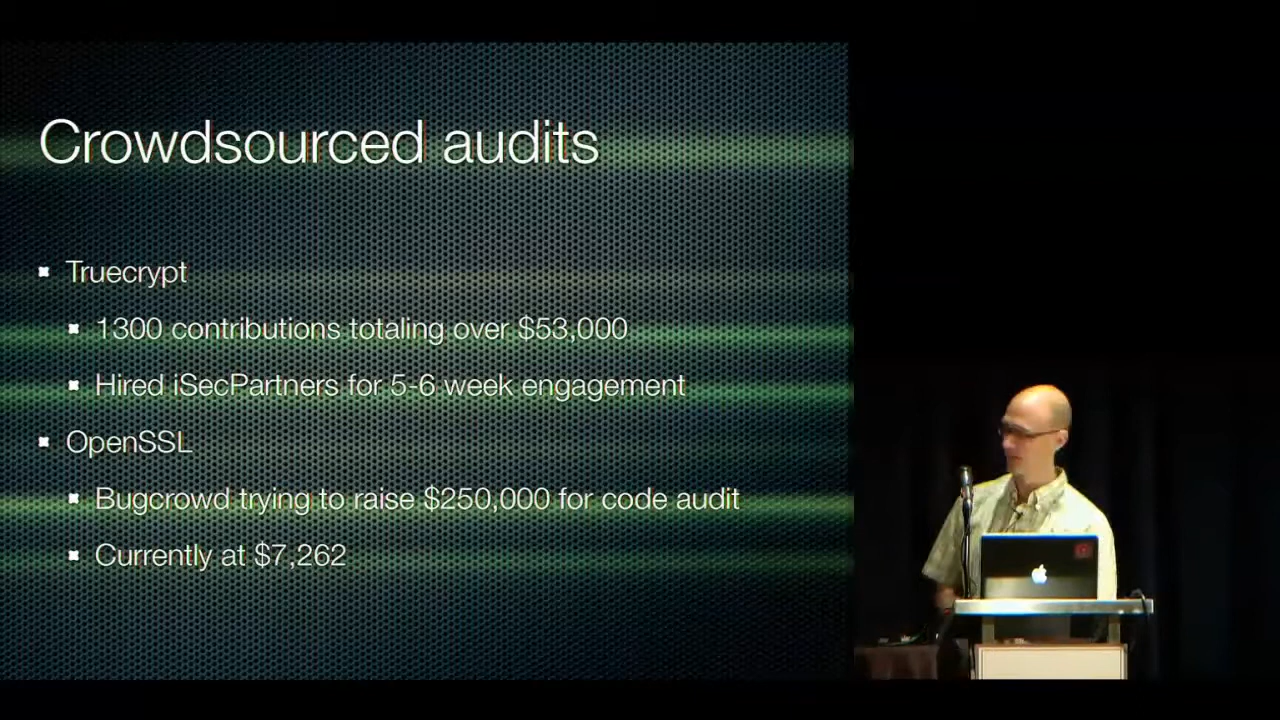 Crowdsourced audits
Truecrypt
1300 contributions totaling over $53,000
Hired iSecPartners for 5-6 week engagement
OpenSSL
Bugcrowd trying to raise $250,000 for code audit
Currently at $7,262